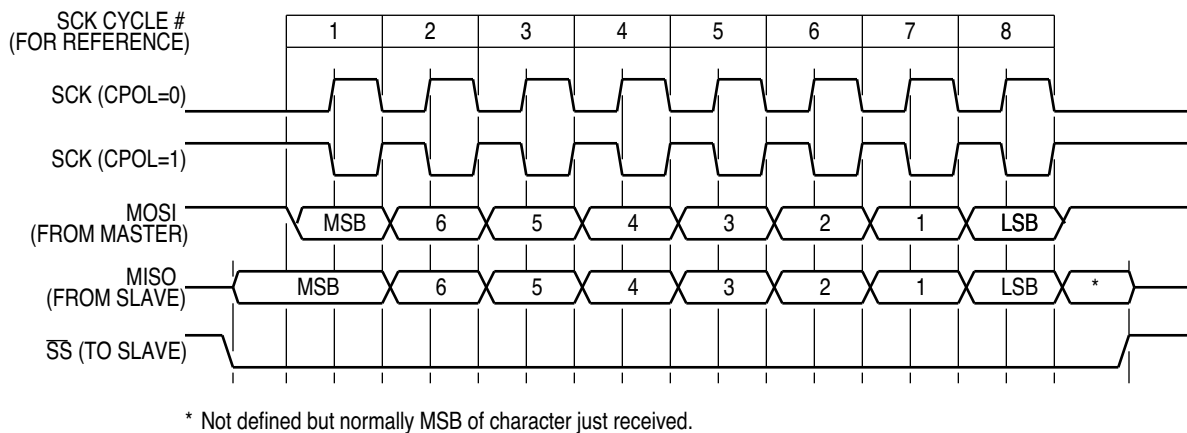 SCK CYCLE #
(FOR REFERENCE)
1 2 3 4 5 6 7 8
SCK (CPOL=0)
SCK (CPOL=1)
MOSI
(FROM MASTER)
MSB 6 5 4 3 2 1 LSB
MISO
(FROM SLAVE)
MSB 6 5 4 3 2 1 LSB *
SS (TO SLAVE)
* Not defined but normally MSB of character just received.